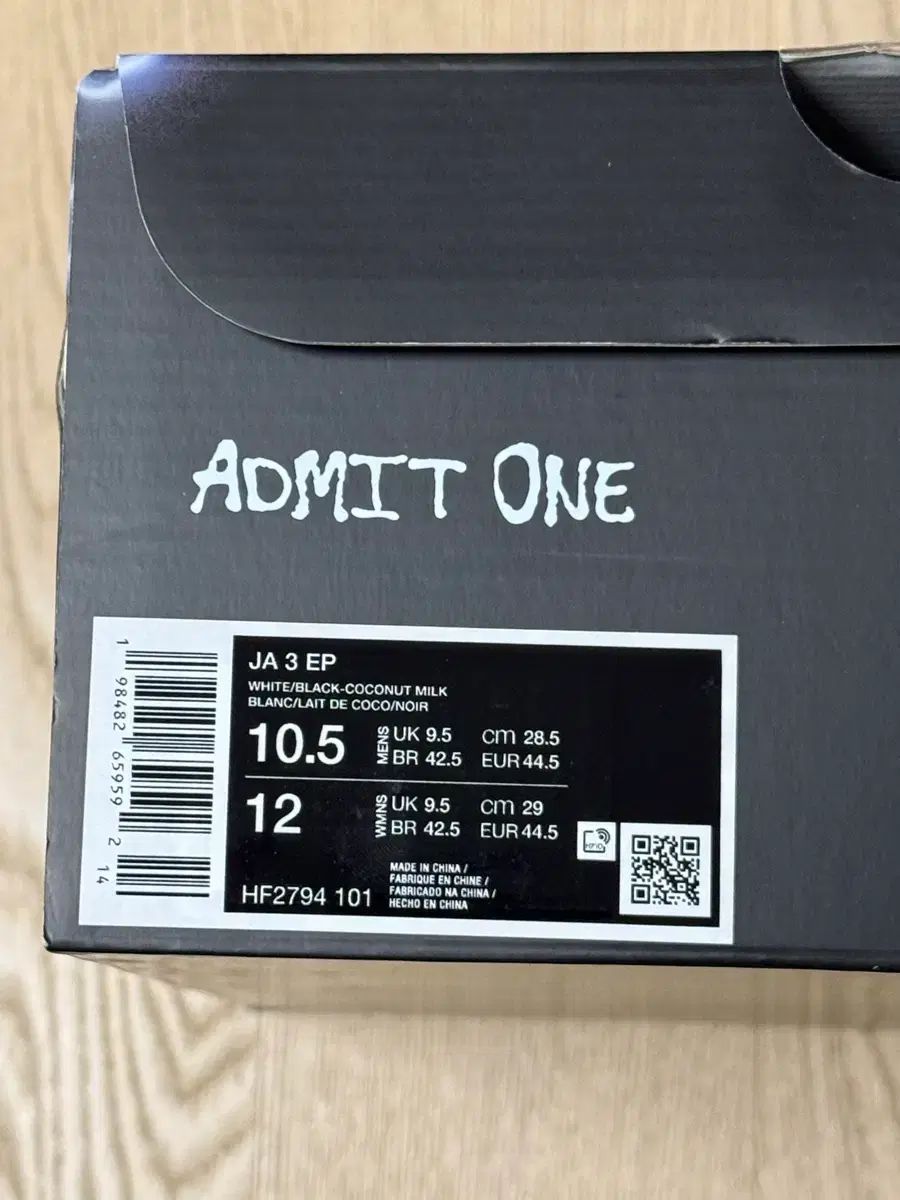 ADMIT ONE
1 98482 65959 2 14
JA 3 EP
WHITE/BLACK-COCONUT MILK
BLANC/LAIT DE COCO/NOIR
10.5 MENS UK 9.5 cm 28.5
BR 42.5 EUR 44.5
12 WMNS UK 9.5 cm 29
BR 42.5 EUR 44.5
MADE IN CHINA /
FABRIQUE EN CHINE /
FABRICADO NA CHINA /
HECHO EN CHINA
HF2794 101